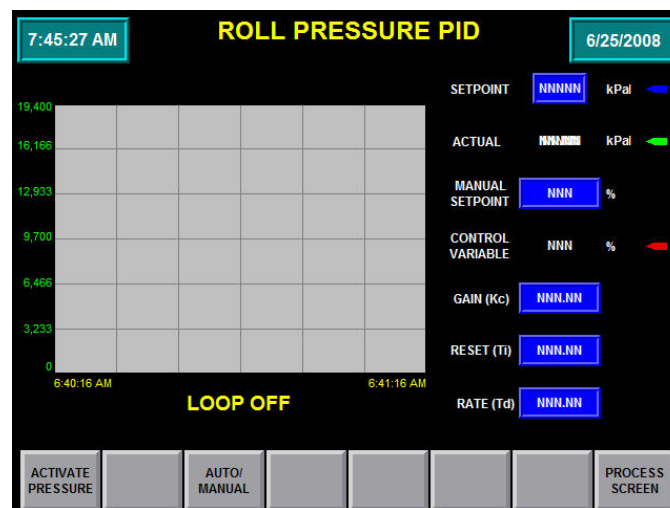 7:45:27 AM
ROLL PRESSURE PID
6/25/2008
SETPOINT NNNNN kPal
19,400
16,166
12,933
9,700
6,466
3,233
0
6:40:16 AM
6:41:16 AM
LOOP OFF
ACTUAL kPal
MANUAL
SETPOINT
NNN %
CONTROL
VARIABLE
NNN %
GAIN (Kc) NNN.NN
RESET (Ti) NNN.NN
RATE (Td) NNN.NN
ACTIVATE
PRESSURE
AUTO/
MANUAL
PROCESS
SCREEN